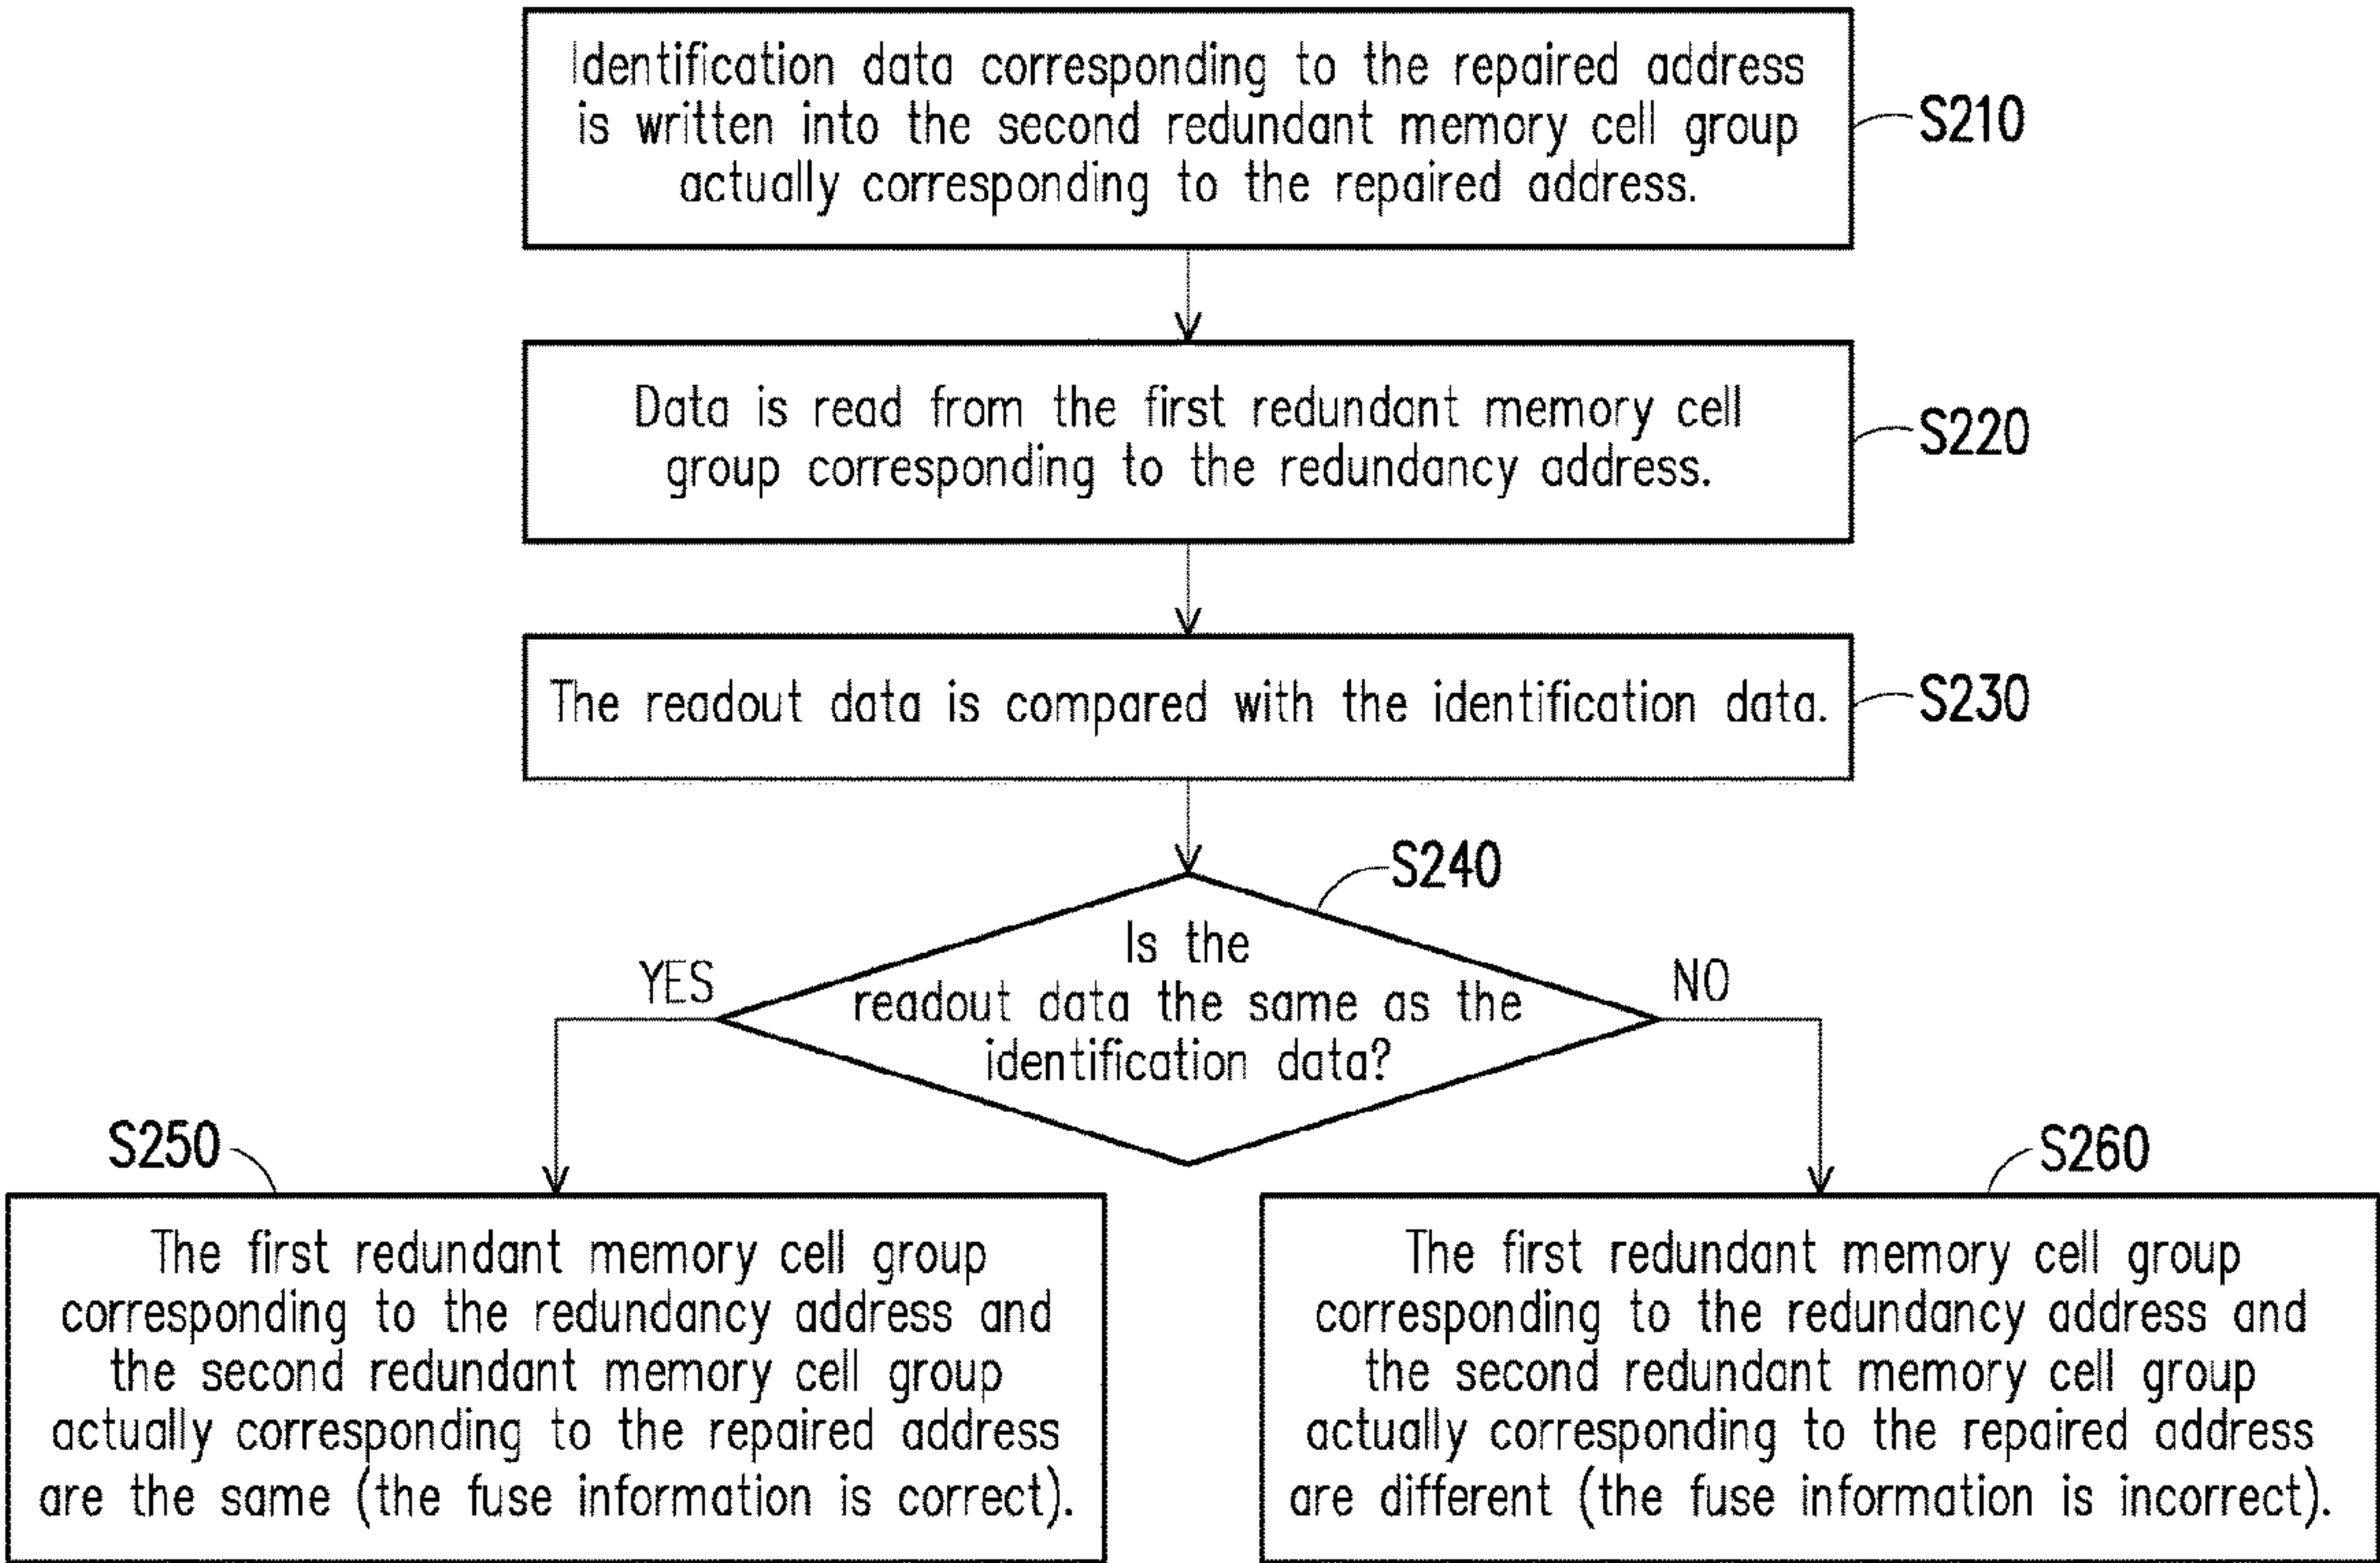 Identification data corresponding to the repaired address
is written into the second redundant memory cell group
actually corresponding to the repaired address.
S210
Data is read from the first redundant memory cell
group corresponding to the redundancy address.
S220
The readout data is compared with the identification data.
S230
S240
Is the
readout data the same as the
identification data?
YES
NO
S250
The first redundant memory cell group
corresponding to the redundancy address and
the second redundant memory cell group
actually corresponding to the repaired address
are the same (the fuse information is correct).
S260
The first redundant memory cell group
corresponding to the redundancy address and
the second redundant memory cell group
actually corresponding to the repaired address
are different (the fuse information is incorrect).